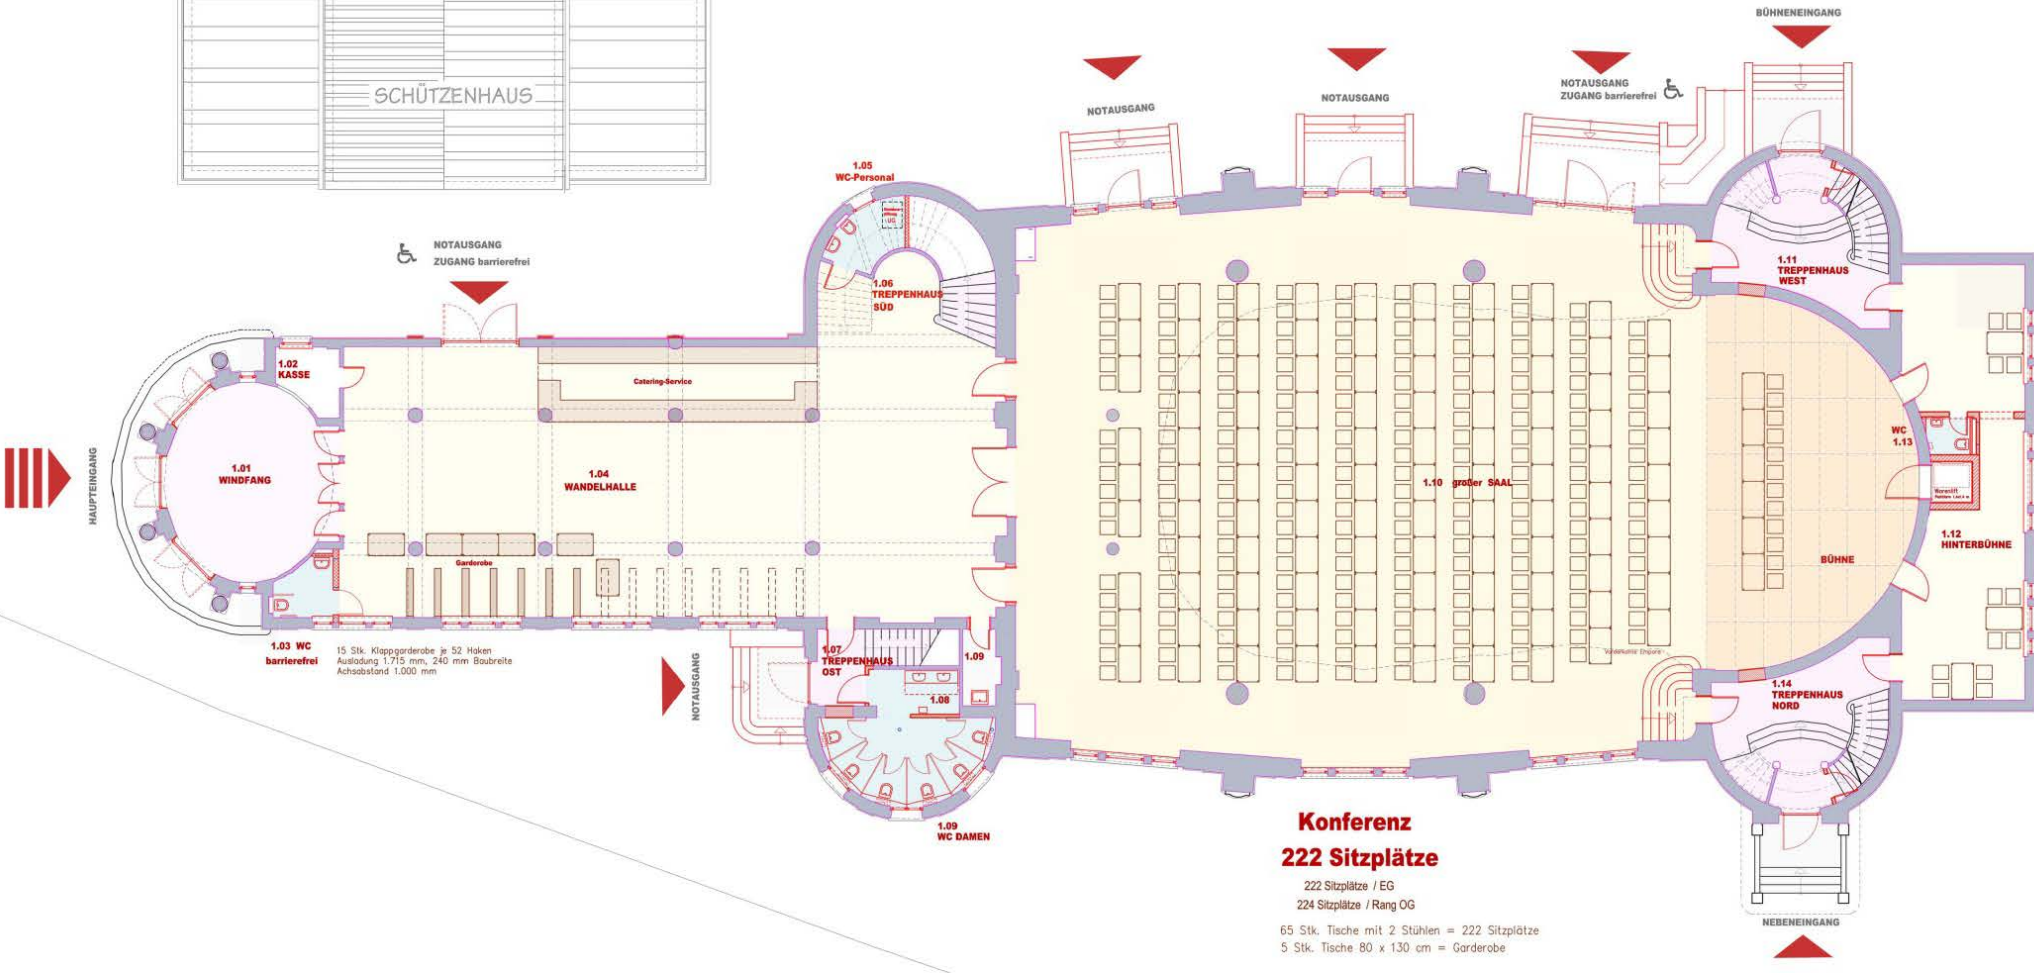 BÜHNENEINGANG
SCHÜTZENHAUS
NOTAUSGANG
NOTAUSGANG
NOTAUSGANG
ZUGANG barrierefrei
1.05
WC-Personal
NOTAUSGANG
ZUGANG barrierefrei
1.06
TREPPENHAUS
SÜD
1.11
TREPPENHAUS
WEST
1.02
KASSE
Catering-Service
HAUPTEINGANG
1.01
WINDFANG
1.04
WANDELHALLE
1.10 großer SAAL
WC
1.13
1.12
HINTERBÜHNE
BÜHNE
Garderobe
1.03 WC
barrierefrei
15 Stk. Klappgarderobe je 52 Haken
Ausladung 1.715 mm, 240 mm Baubreite
Achsabstand 1.000 mm
NOTAUSGANG
1.07
TREPPENHAUS
OST
1.09
1.08
1.14
TREPPENHAUS
NORD
1.09
WC DAMEN
Konferenz
222 Sitzplätze
222 Sitzplätze / EG
224 Sitzplätze / Rang OG
65 Stk. Tische mit 2 Stühlen = 222 Sitzplätze
5 Stk. Tische 80 x 130 cm = Garderobe
NEBENEINGANG